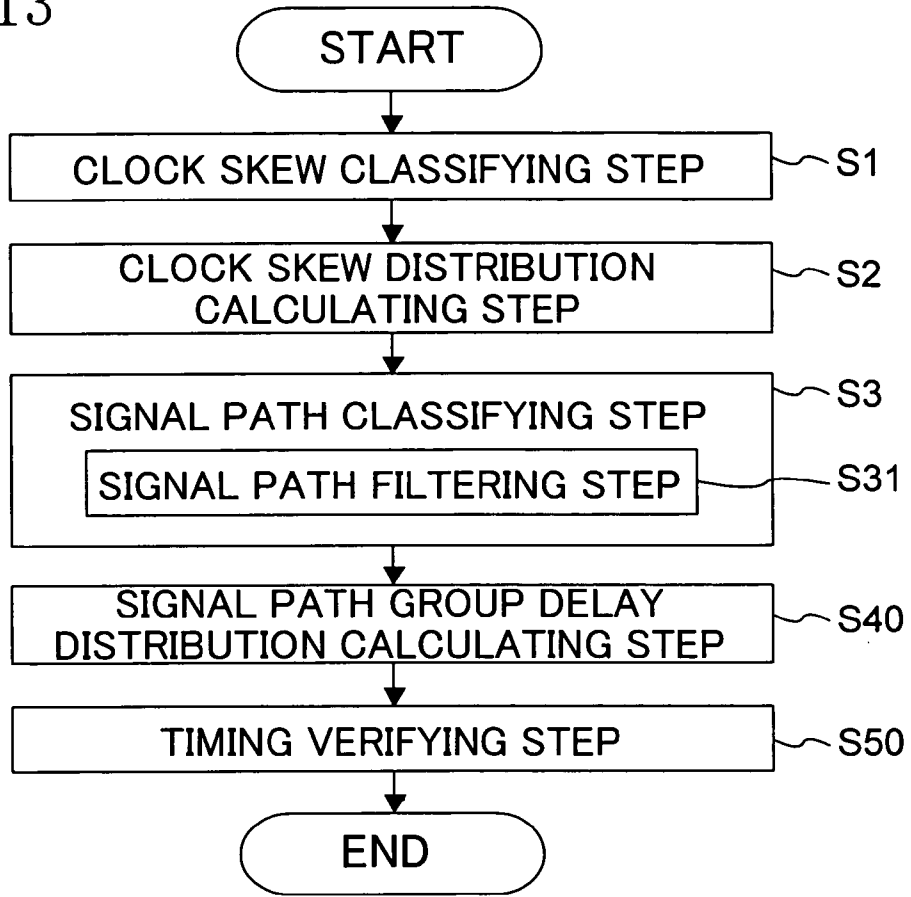 13
START
CLOCK SKEW CLASSIFYING STEP
S1
CLOCK SKEW DISTRIBUTION
CALCULATING STEP
S2
SIGNAL PATH CLASSIFYING STEP
S3
SIGNAL PATH FILTERING STEP
S31
SIGNAL PATH GROUP DELAY
DISTRIBUTION CALCULATING STEP
S40
TIMING VERIFYING STEP
S50
END